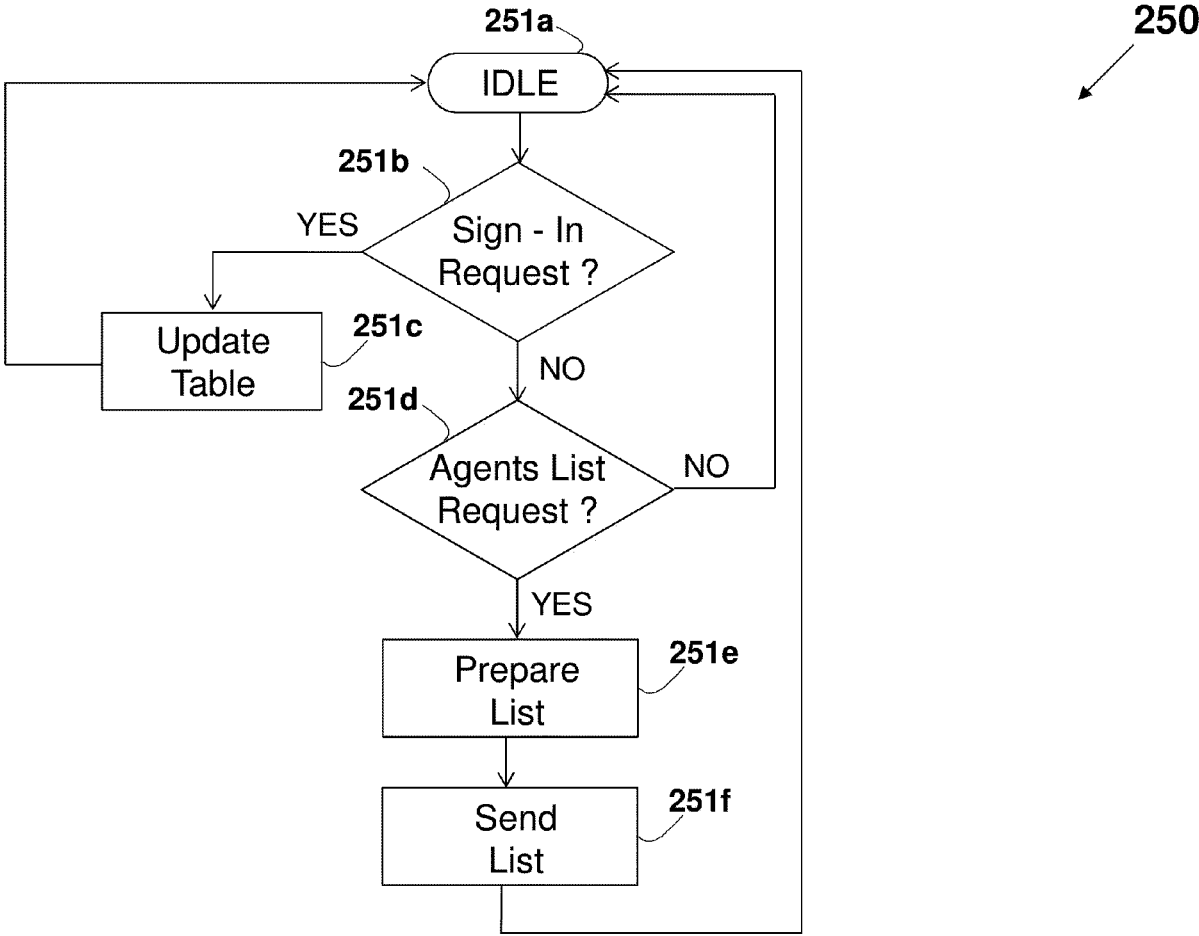 250
251a
IDLE
251b
YES
Sign - In
Request ?
Update
Table
251c
NO
251d
Agents List
Request ?
NO
YES
Prepare
List
251e
Send
List
251f